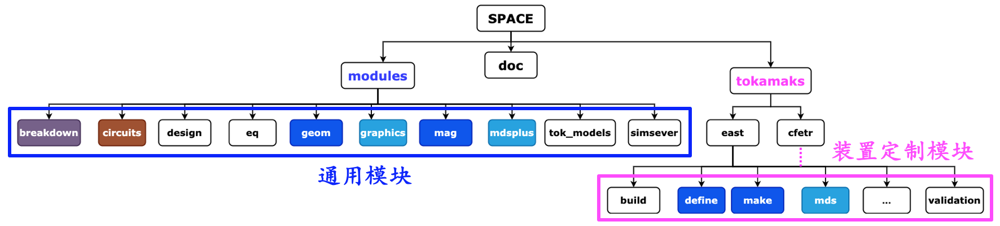 SPACE
doc
modules
tokamaks
breakdown
circuits
design
eq
geom
graphics
mag
mdsplus
tok_models
simsever
east
cfetr
装置定制模块
通用模块
build
define
make
mds
...
validation